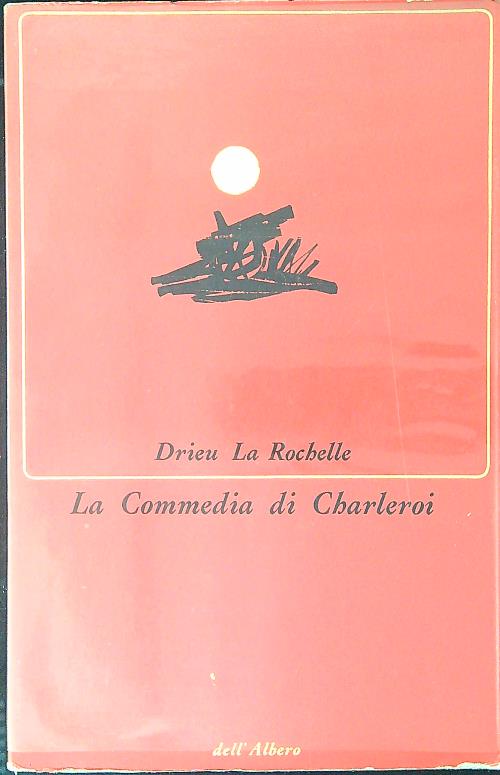 Drieu La Rochelle
La Commedia di Charleroi
dell'Albero